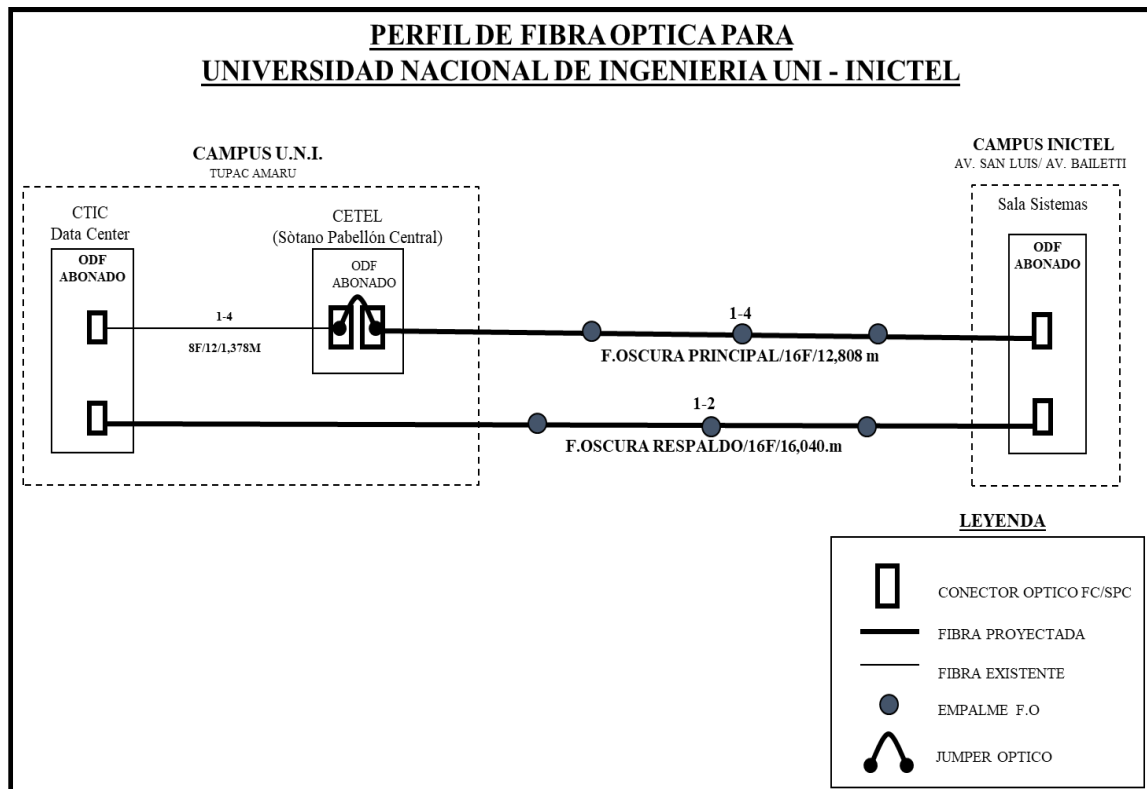 PERFIL DE FIBRA OPTICA PARA
UNIVERSIDAD NACIONAL DE INGENIERIA UNI - INICTEL
CAMPUS U.N.I.
TUPAC AMARU
CTIC
Data Center
ODF
ABONADO
CETEL
(Sòtano Pabellón Central)
ODF
ABONADO
1-4
8F/12/1,378M
1-4
F.OSCURA PRINCIPAL/16F/12,808 m
1-2
F.OSCURA RESPALDO/16F/16,040.m
CAMPUS INICTEL
AV. SAN LUIS/ AV. BAILETTI
Sala Sistemas
ODF
ABONADO
LEYENDA
CONECTOR OPTICO FC/SPC
FIBRA PROYECTADA
FIBRA EXISTENTE
EMPALME F.O
JUMPER OPTICO